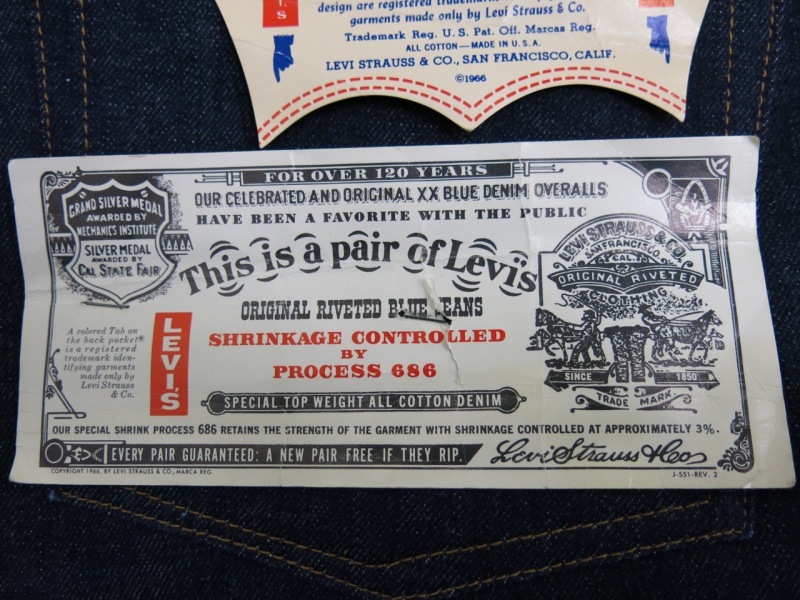 design are registered trademarks
garments made only by Levi Strauss & Co.
Trademark Reg. U.S. Pat. Off. Marcas Reg.
ALL COTTON — MADE IN U.S.A.
LEVI STRAUSS & CO., SAN FRANCISCO, CALIF.
©1966
FOR OVER 120 YEARS
OUR CELEBRATED AND ORIGINAL XX BLUE DENIM OVERALLS
HAVE BEEN A FAVORITE WITH THE PUBLIC
GRAND SILVER MEDAL
AWARDED BY
MECHANICS INSTITUTE
SILVER MEDAL
AWARDED BY
CAL STATE FAIR
This is a pair of Levi's
ORIGINAL RIVETED BLUE JEANS
SHRINKAGE CONTROLLED
BY
PROCESS 686
SPECIAL TOP WEIGHT ALL COTTON DENIM
A colored Tab on
the back pocket®
is a registered
trademark iden-
tifying garments
made only by
Levi Strauss
& Co.
LEVI'S
LEVI STRAUSS & CO.
SAN FRANCISCO
CAL.
ORIGINAL RIVETED
CLOTHING
SINCE 1850
TRADE MARK
OUR SPECIAL SHRINK PROCESS 686 RETAINS THE STRENGTH OF THE GARMENT WITH SHRINKAGE CONTROLLED AT APPROXIMATELY 3%.
EVERY PAIR GUARANTEED: A NEW PAIR FREE IF THEY RIP.
Levi Strauss & Co
COPYRIGHT 1966, BY LEVI STRAUSS & CO., MARCA REG.
J-551-REV. 2